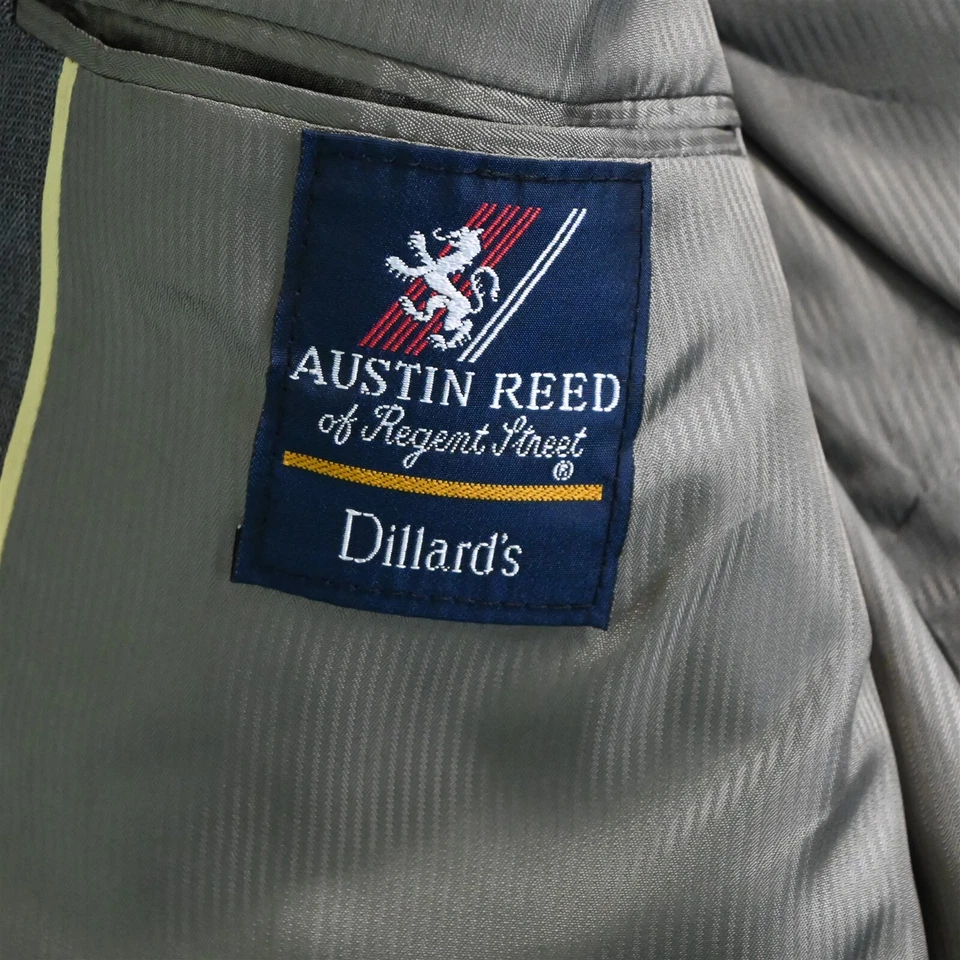 AUSTIN REED
of Regent Street
®
Dillard's